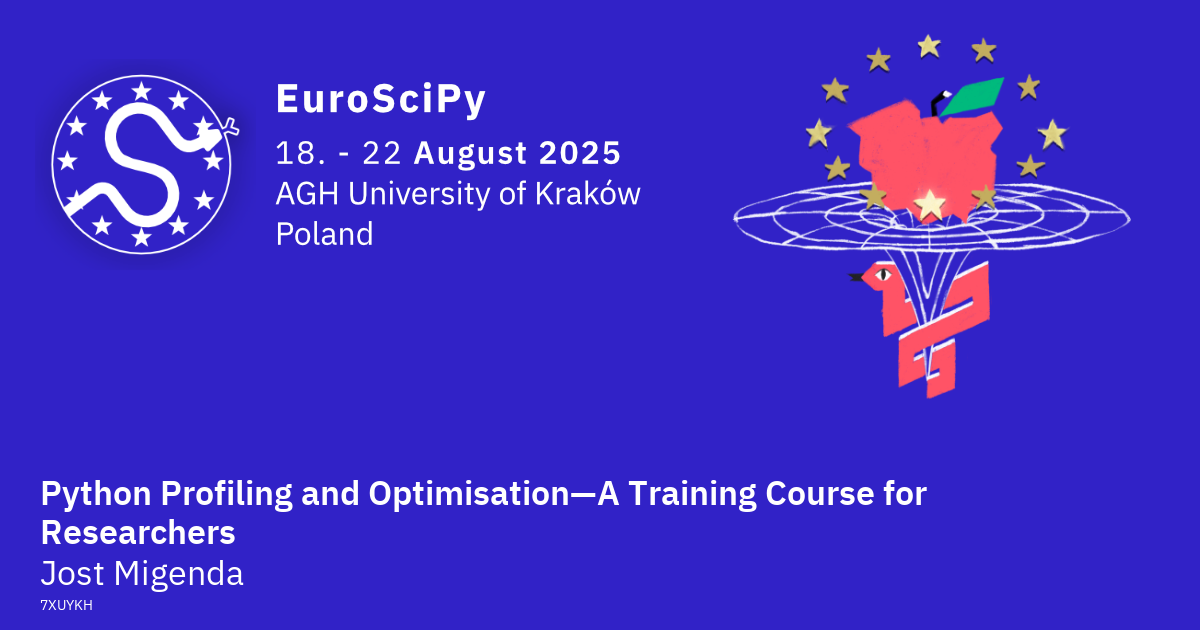 EuroSciPy
18. - 22 August 2025
AGH University of Kraków
Poland
Python Profiling and Optimisation—A Training Course for
Researchers
Jost Migenda
7XUYKH